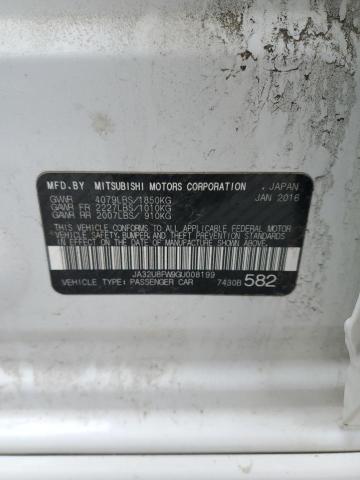 MFD.BY MITSUBISHI MOTORS CORPORATION , JAPAN
GVWR 4079LBS/1850KG JAN 2016
GAWR FR 2227LBS/1010KG
GAWR RR 2007LBS/ 910KG
THIS VEHICLE CONFORMS TO ALL APPLICABLE FEDERAL MOTOR
VEHICLE SAFETY, BUMPER, AND THEFT PREVENTION STANDARDS
IN EFFECT ON THE DATE OF MANUFACTURE SHOWN ABOVE.
JA32U8FW9GU008199
VEHICLE TYPE: PASSENGER CAR 7430B 582